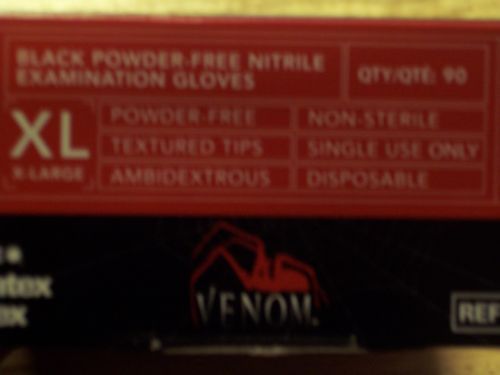 BLACK POWDER-FREE NITRILE
EXAMINATION GLOVES
QTY/QTÉ: 90
XL
X-LARGE
POWDER-FREE
NON-STERILE
TEXTURED TIPS
SINGLE USE ONLY
AMBIDEXTROUS
DISPOSABLE
VENOM
REF